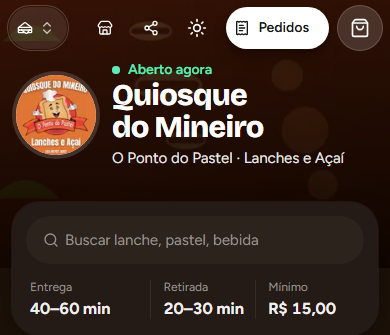 Pedidos
Aberto agora
Quiosque
do Mineiro
O Ponto do Pastel · Lanches e Açaí
QUIOSQUE DO MINEIRO
O Ponto do Pastel
Lanches e Açaí
Buscar lanche, pastel, bebida
Entrega Retirada Mínimo
40–60 min 20–30 min R$ 15,00